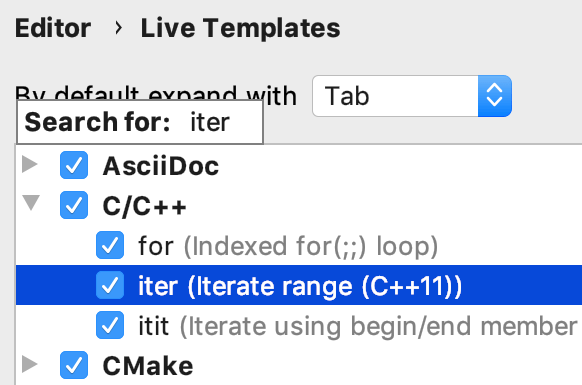 Editor › Live Templates
By default expand with Tab
Search for: iter
AsciiDoc
C/C++
for (Indexed for(;;) loop)
iter (Iterate range (C++11))
itit (Iterate using begin/end member
CMake